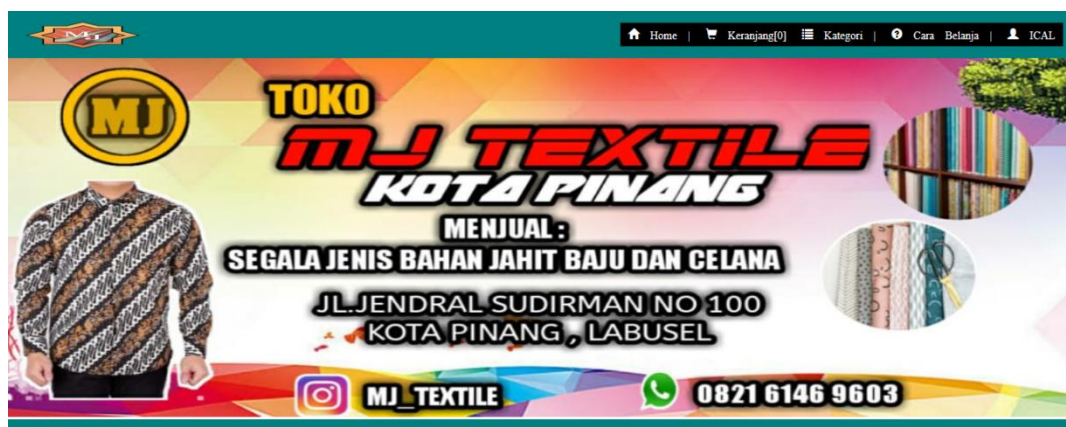 MJ
Home | Keranjang[0] Kategori | Cara Belanja | ICAL
MJ
TOKO
MJ TEXTILE
KOTA PINANG
MENJUAL :
SEGALA JENIS BAHAN JAHIT BAJU DAN CELANA
JL.JENDRAL SUDIRMAN NO 100
KOTA PINANG , LABUSEL
MJ_TEXTILE
0821 6146 9603